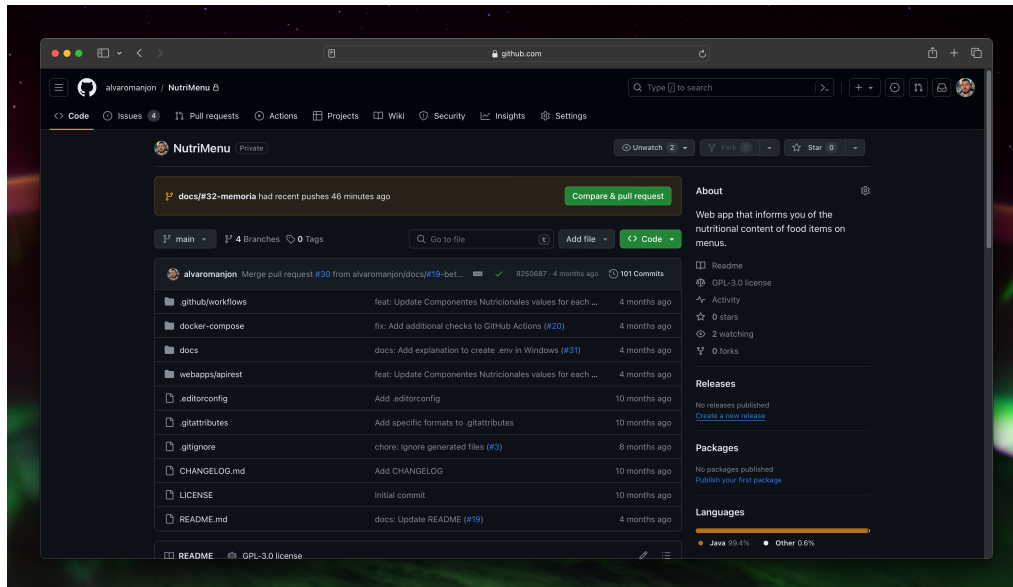 github.com
alvaromanjon / NutriMenu
Type / to search
Code
Issues 4
Pull requests
Actions
Projects
Wiki
Security
Insights
Settings
NutriMenu Private
Unwatch 2
Fork 0
Star 0
docs/#32-memoria had recent pushes 46 minutes ago
Compare & pull request
main
4 Branches
0 Tags
Go to file t
Add file
Code
alvaromanjon Merge pull request #30 from alvaromanjon/docs/#19-bet... 8250687 · 4 months ago 101 Commits
.github/workflows feat: Update Componentes Nutricionales values for each ... 4 months ago
docker-compose fix: Add additional checks to GitHub Actions (#20) 4 months ago
docs docs: Add explanation to create .env in Windows (#31) 4 months ago
webapps/apirest feat: Update Componentes Nutricionales values for each ... 4 months ago
.editorconfig Add .editorconfig 10 months ago
.gitattributes Add specific formats to .gitattributes 10 months ago
.gitignore chore: Ignore generated files (#3) 8 months ago
CHANGELOG.md Add CHANGELOG 10 months ago
LICENSE Initial commit 10 months ago
README.md docs: Update README (#19) 4 months ago
README
GPL-3.0 license
About
Web app that informs you of the
nutritional content of food items on
menus.
Readme
GPL-3.0 license
Activity
0 stars
2 watching
0 forks
Releases
No releases published
Create a new release
Packages
No packages published
Publish your first package
Languages
Java 99.4%
Other 0.6%